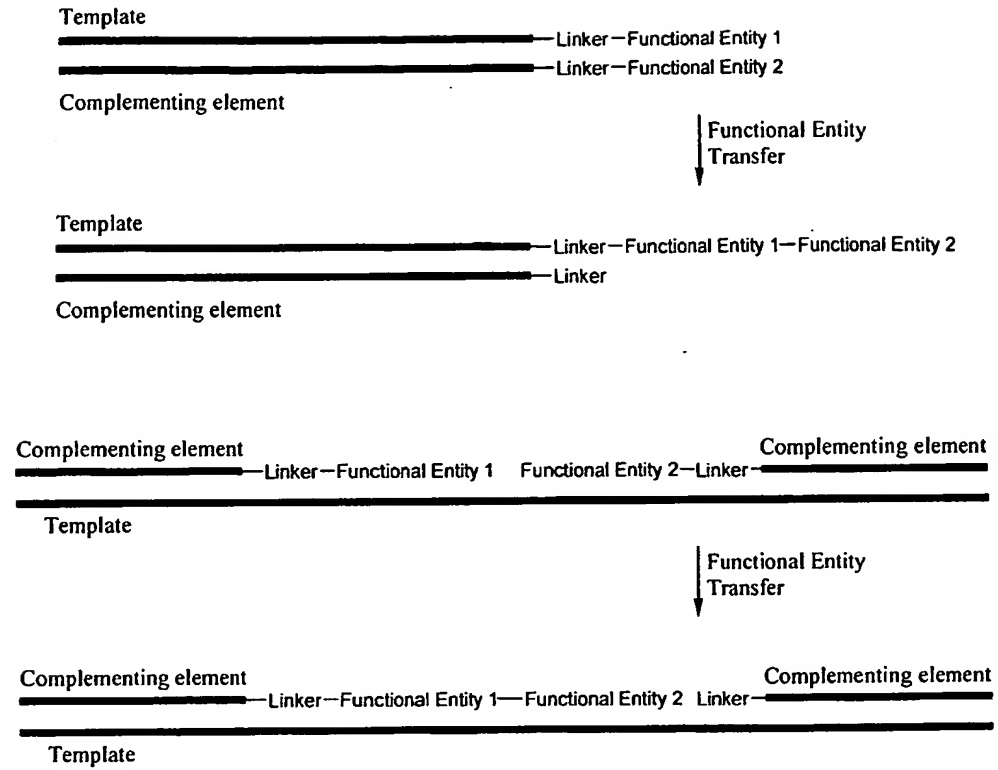 Template
Linker—Functional Entity 1
Linker—Functional Entity 2
Complementing element
Functional Entity
Transfer
Template
Linker—Functional Entity 1—Functional Entity 2
Linker
Complementing element
Complementing element Complementing element
Linker—Functional Entity 1 Functional Entity 2—Linker
Template
Functional Entity
Transfer
Complementing element Complementing element
Linker—Functional Entity 1—Functional Entity 2 Linker
Template